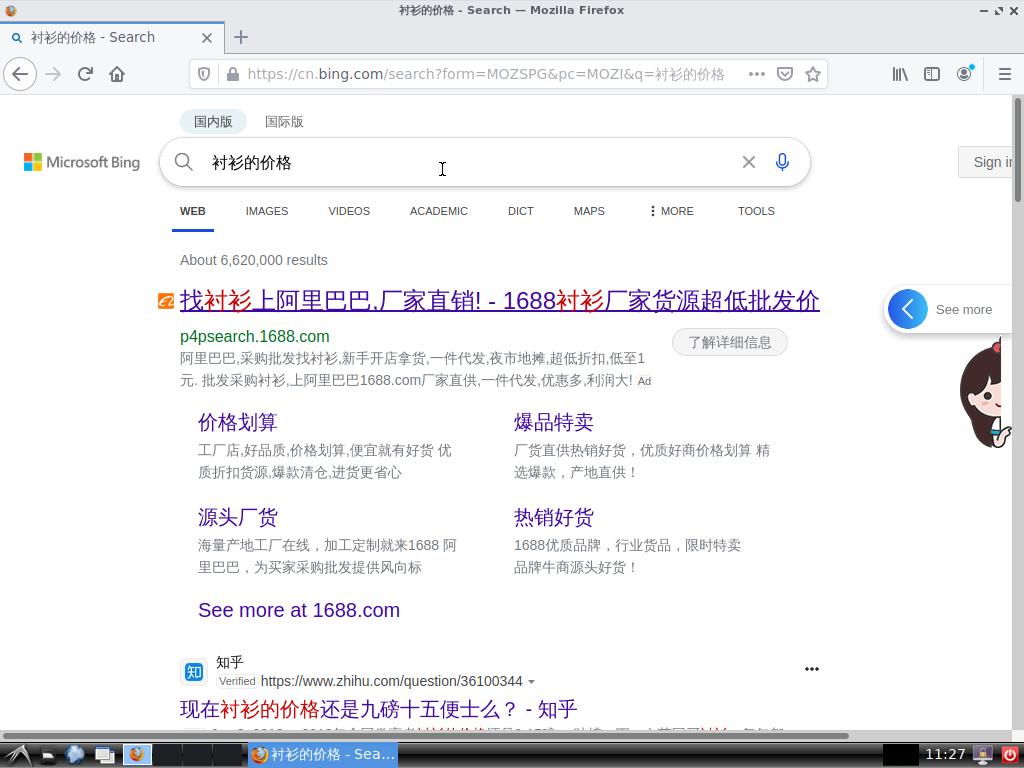 衬衫的价格 - Search — Mozilla Firefox
衬衫的价格 - Search
https://cn.bing.com/search?form=MOZSPG&pc=MOZI&q=衬衫的价格
国内版 国际版
Microsoft Bing
衬衫的价格
Sign in
WEB IMAGES VIDEOS ACADEMIC DICT MAPS MORE TOOLS
About 6,620,000 results
找衬衫上阿里巴巴,厂家直销! - 1688衬衫厂家货源超低批发价
See more
p4psearch.1688.com
了解详细信息
阿里巴巴,采购批发找衬衫,新手开店拿货,一件代发,夜市地摊,超低折扣,低至1
元. 批发采购衬衫,上阿里巴巴1688.com厂家直供,一件代发,优惠多,利润大! Ad
价格划算
工厂店,好品质,价格划算,便宜就有好货 优
质折扣货源,爆款清仓,进货更省心
爆品特卖
厂货直供热销好货，优质好商价格划算 精
选爆款，产地直供！
源头厂货
海量产地工厂在线，加工定制就来1688 阿
里巴巴，为买家采购批发提供风向标
热销好货
1688优质品牌，行业货品，限时特卖
品牌牛商源头好货！
See more at 1688.com
知 知乎
Verified https://www.zhihu.com/question/36100344
现在衬衫的价格还是九磅十五便士么？ - 知乎
衬衫的价格 - Sea... 11:27